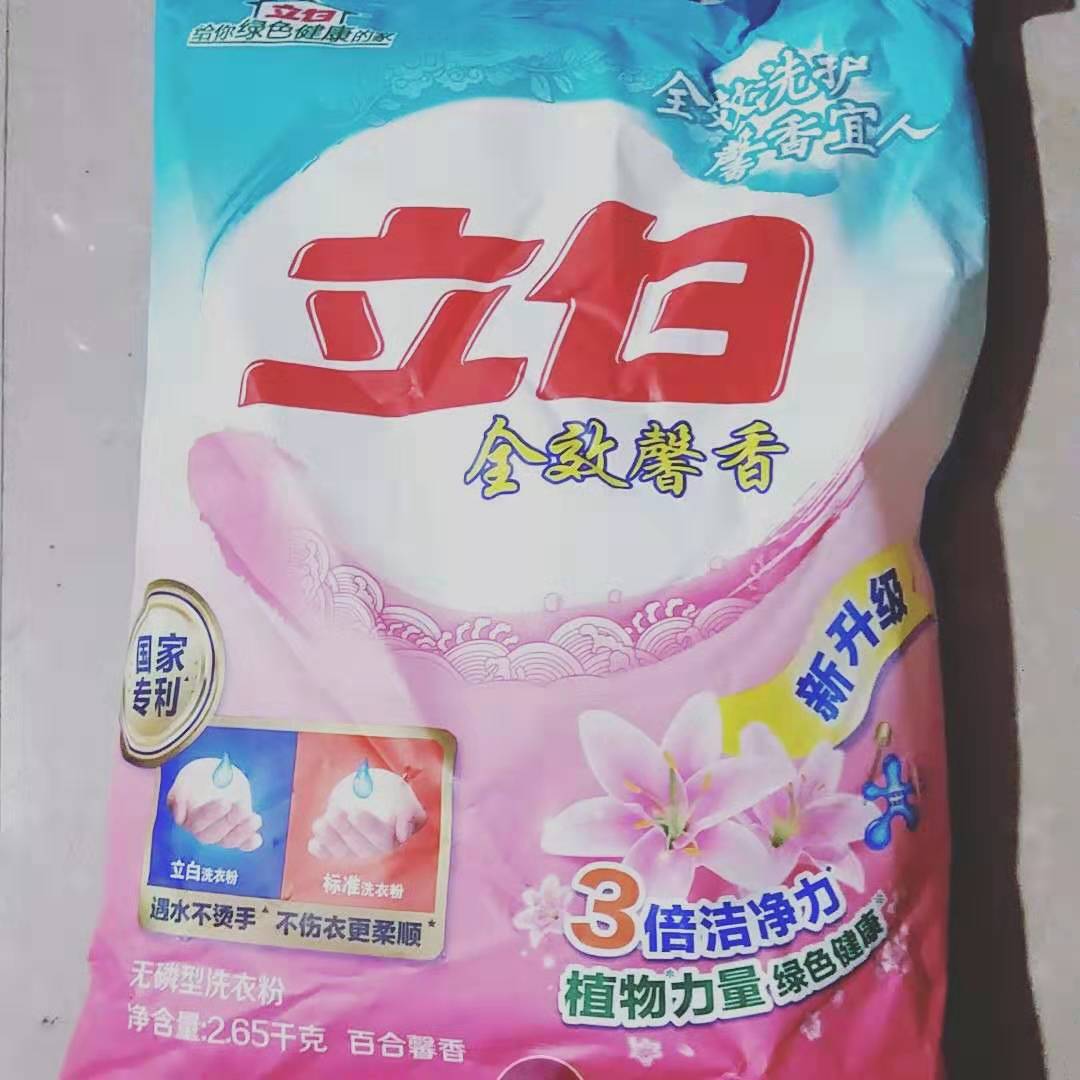 立白
给你绿色健康的家
全效洗护
馨香宜人
立白
全效馨香
新升级
国家
专利
立白洗衣粉
标准洗衣粉
遇水不烫手▲ 不伤衣更柔顺★
3倍洁净力
植物※力量 绿色健康※
无磷型洗衣粉
净含量:2.65千克 百合馨香